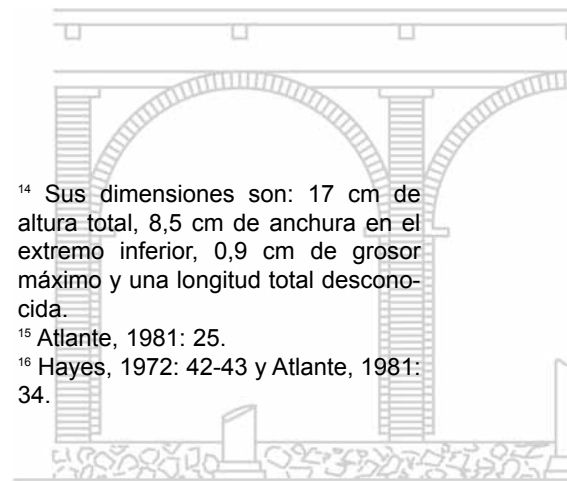 14 Sus dimensiones son: 17 cm de
altura total, 8,5 cm de anchura en el
extremo inferior, 0,9 cm de grosor
máximo y una longitud total descono-
cida.
15 Atlante, 1981: 25.
16 Hayes, 1972: 42-43 y Atlante, 1981:
34.